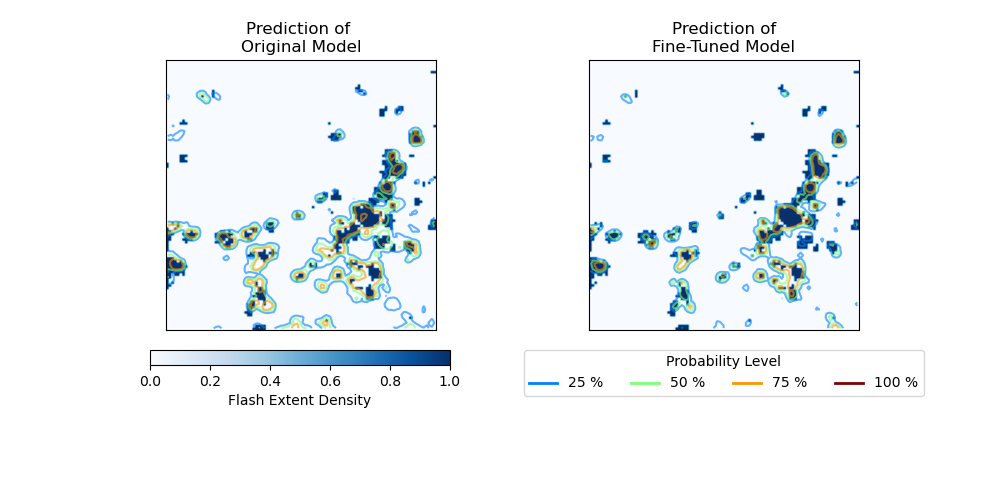 Prediction of
Original Model
Prediction of
Fine-Tuned Model
0.0 0.2 0.4 0.6 0.8 1.0
Flash Extent Density
Probability Level
25 % 50 % 75 % 100 %